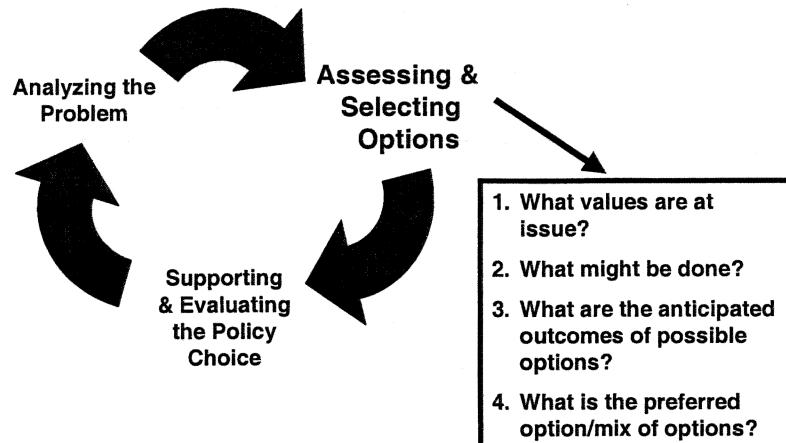 Analyzing the
Problem
Assessing &
Selecting
Options
Supporting
& Evaluating
the Policy
Choice
1. What values are at
issue?
2. What might be done?
3. What are the anticipated
outcomes of possible
options?
4. What is the preferred
option/mix of options?